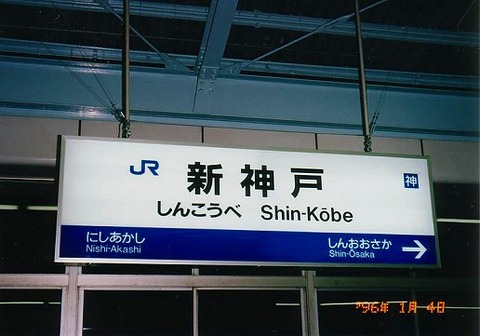 JR 新神戸 神
しんこうべ Shin-Kōbe
にしあかし しんおおさか
Nishi-Akashi Shin-Ōsaka
'96年 1月 4日